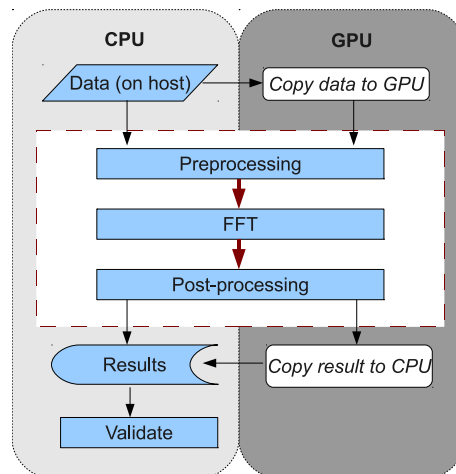 CPU
GPU
Data (on host)
Copy data to GPU
Preprocessing
FFT
Post-processing
Results
Copy result to CPU
Validate